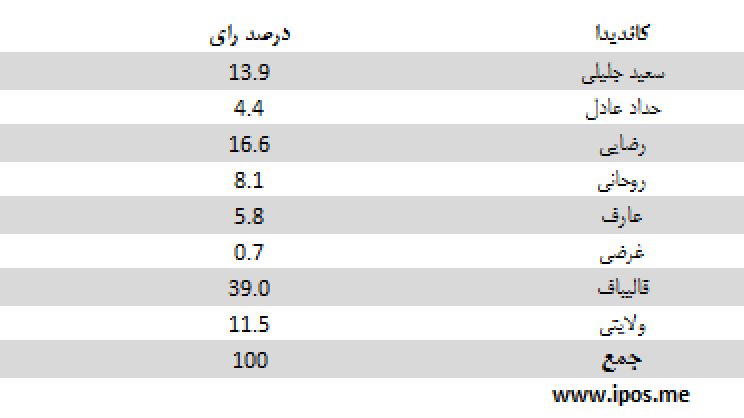 کاندیدا درصد رای
سعید جلیلی 13.9
حداد عادل 4.4
رضایی 16.6
روحانی 8.1
عارف 5.8
غرضی 0.7
قالیباف 39.0
ولایتی 11.5
جمع 100
www.ipos.me